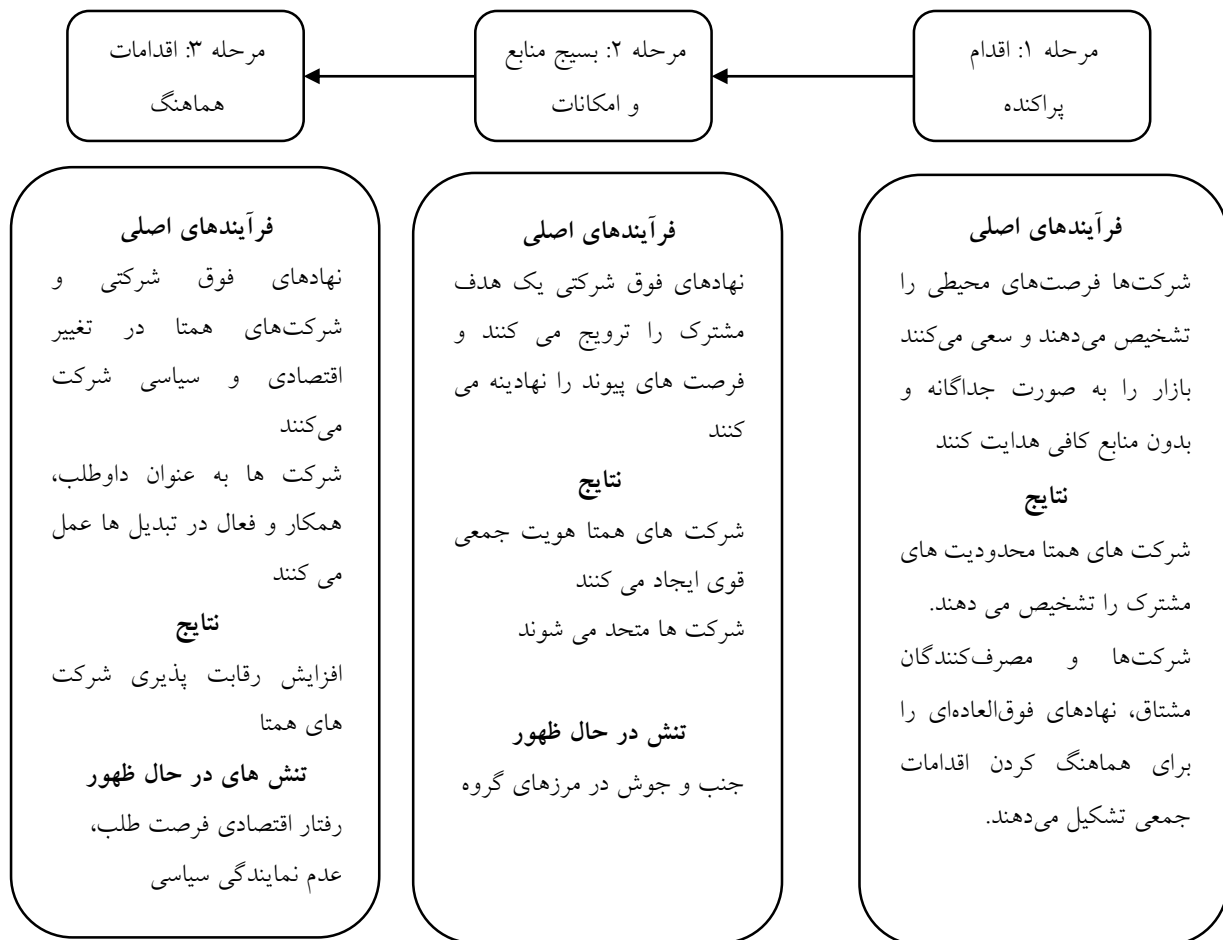 مرحله ۱: اقدام
پراکنده
مرحله ۲: بسیج منابع
و امکانات
مرحله ۳: اقدامات
هماهنگ
فرآیندهای اصلی
شرکت‌ها فرصت‌های محیطی را
تشخیص می‌دهند و سعی می‌کنند
بازار را به صورت جداگانه و
بدون منابع کافی هدایت کنند
نتایج
شرکت های همتا محدودیت های
مشترک را تشخیص می دهند.
شرکت‌ها و مصرف‌کنندگان
مشتاق، نهادهای فوق‌العاده‌ای را
برای هماهنگ کردن اقدامات
جمعی تشکیل می‌دهند.
فرآیندهای اصلی
نهادهای فوق شرکتی یک هدف
مشترک را ترویج می کنند و
فرصت های پیوند را نهادینه می
کنند
نتایج
شرکت های همتا هویت جمعی
قوی ایجاد می کنند
شرکت ها متحد می شوند
تنش در حال ظهور
جنب و جوش در مرزهای گروه
فرآیندهای اصلی
نهادهای فوق شرکتی و
شرکت‌های همتا در تغییر
اقتصادی و سیاسی شرکت
می‌کنند
شرکت ها به عنوان داوطلب،
همکار و فعال در تبدیل ها عمل
می کنند
نتایج
افزایش رقابت پذیری شرکت
های همتا
تنش های در حال ظهور
رفتار اقتصادی فرصت طلب،
عدم نمایندگی سیاسی